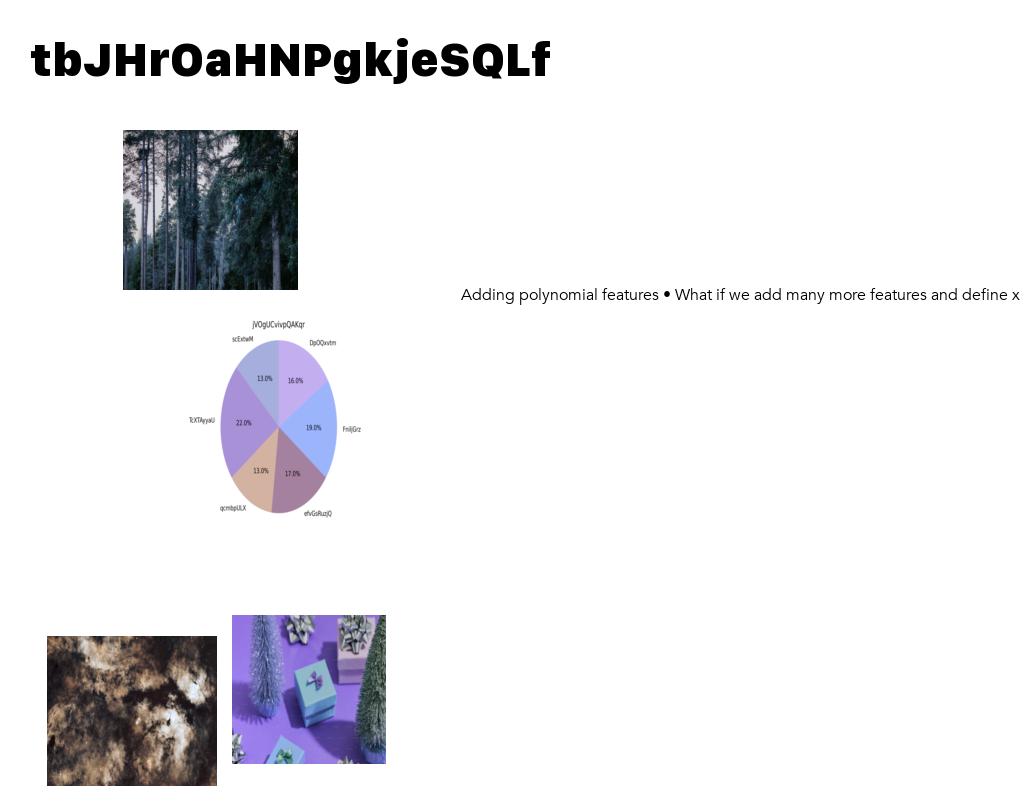 tbJHrOaHNPgkjeSQLf
Adding polynomial features • What if we add many more features and define x
jVOgUCvivpQAKqr
scExtwM
DpOQxvtm
13.0%
16.0%
TcXTAyyaU
22.0%
19.0%
FniljGrz
13.0%
17.0%
qcmbpULX
efvGsRuzjQ